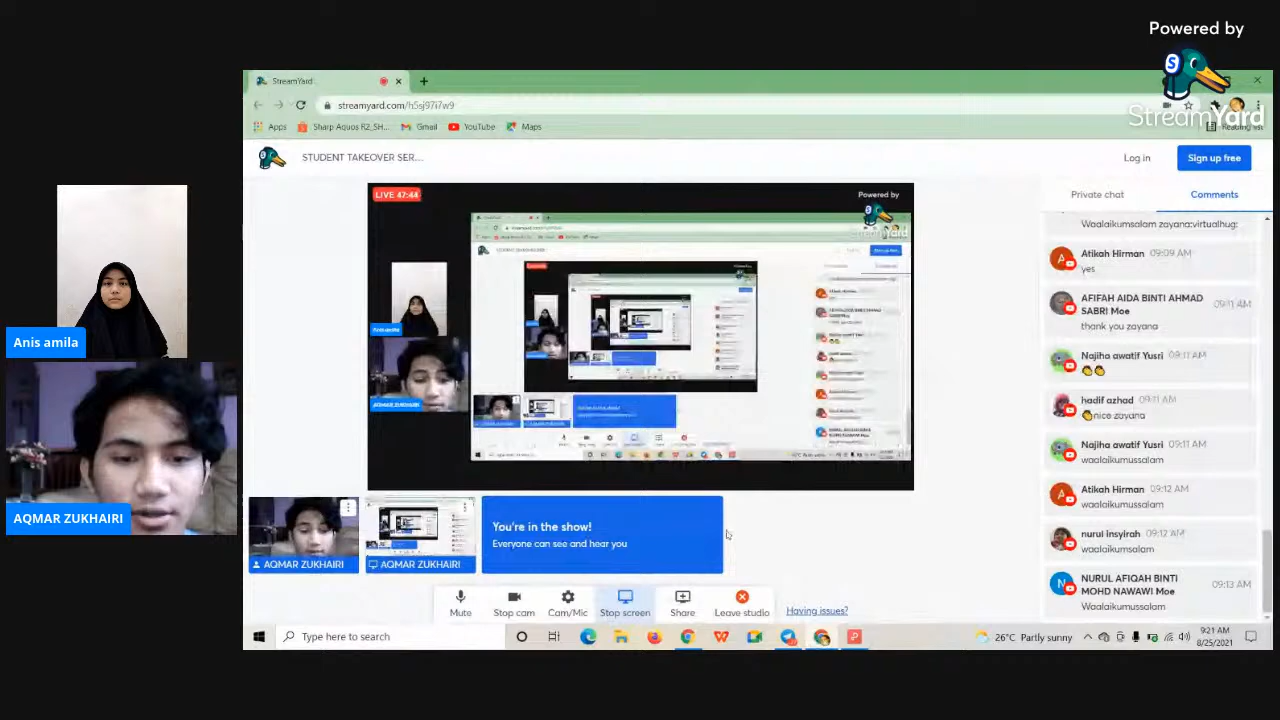 Powered by
StreamYard
StreamYard
streamyard.com/h5sj97i7w9
Apps
Sharp Aquos R2_SH...
Gmail
YouTube
Maps
Reading list
STUDENT TAKEOVER SER...
Log in
Sign up free
Private chat
Comments
LIVE 47:44
Powered by
Waalaikumsalam zayana:virtualhug:
Atikah Hirman 09:09 AM
yes
AFIFAH AIDA BINTI AHMAD
SABRI Moe 09:11 AM
thank you zayana
Najiha awatif Yusri 09:11 AM
hadif azhad 09:11 AM
nice zayana
Najiha awatif Yusri 09:11 AM
waalaikumussalam
Atikah Hirman 09:12 AM
waalaikumussalam
nurul Insyirah 09:12 AM
waalaikumsalam
NURUL AFIQAH BINTI
MOHD NAWAWI Moe 09:13 AM
Waalaikumussalam
Anis amila
AQMAR ZUKHAIRI
AQMAR ZUKHAIRI
AQMAR ZUKHAIRI
You're in the show!
Everyone can see and hear you
Mute
Stop cam
Cam/Mic
Stop screen
Share
Leave studio
Having issues?
Type here to search
26°C Partly sunny
9:21 AM
8/25/2021